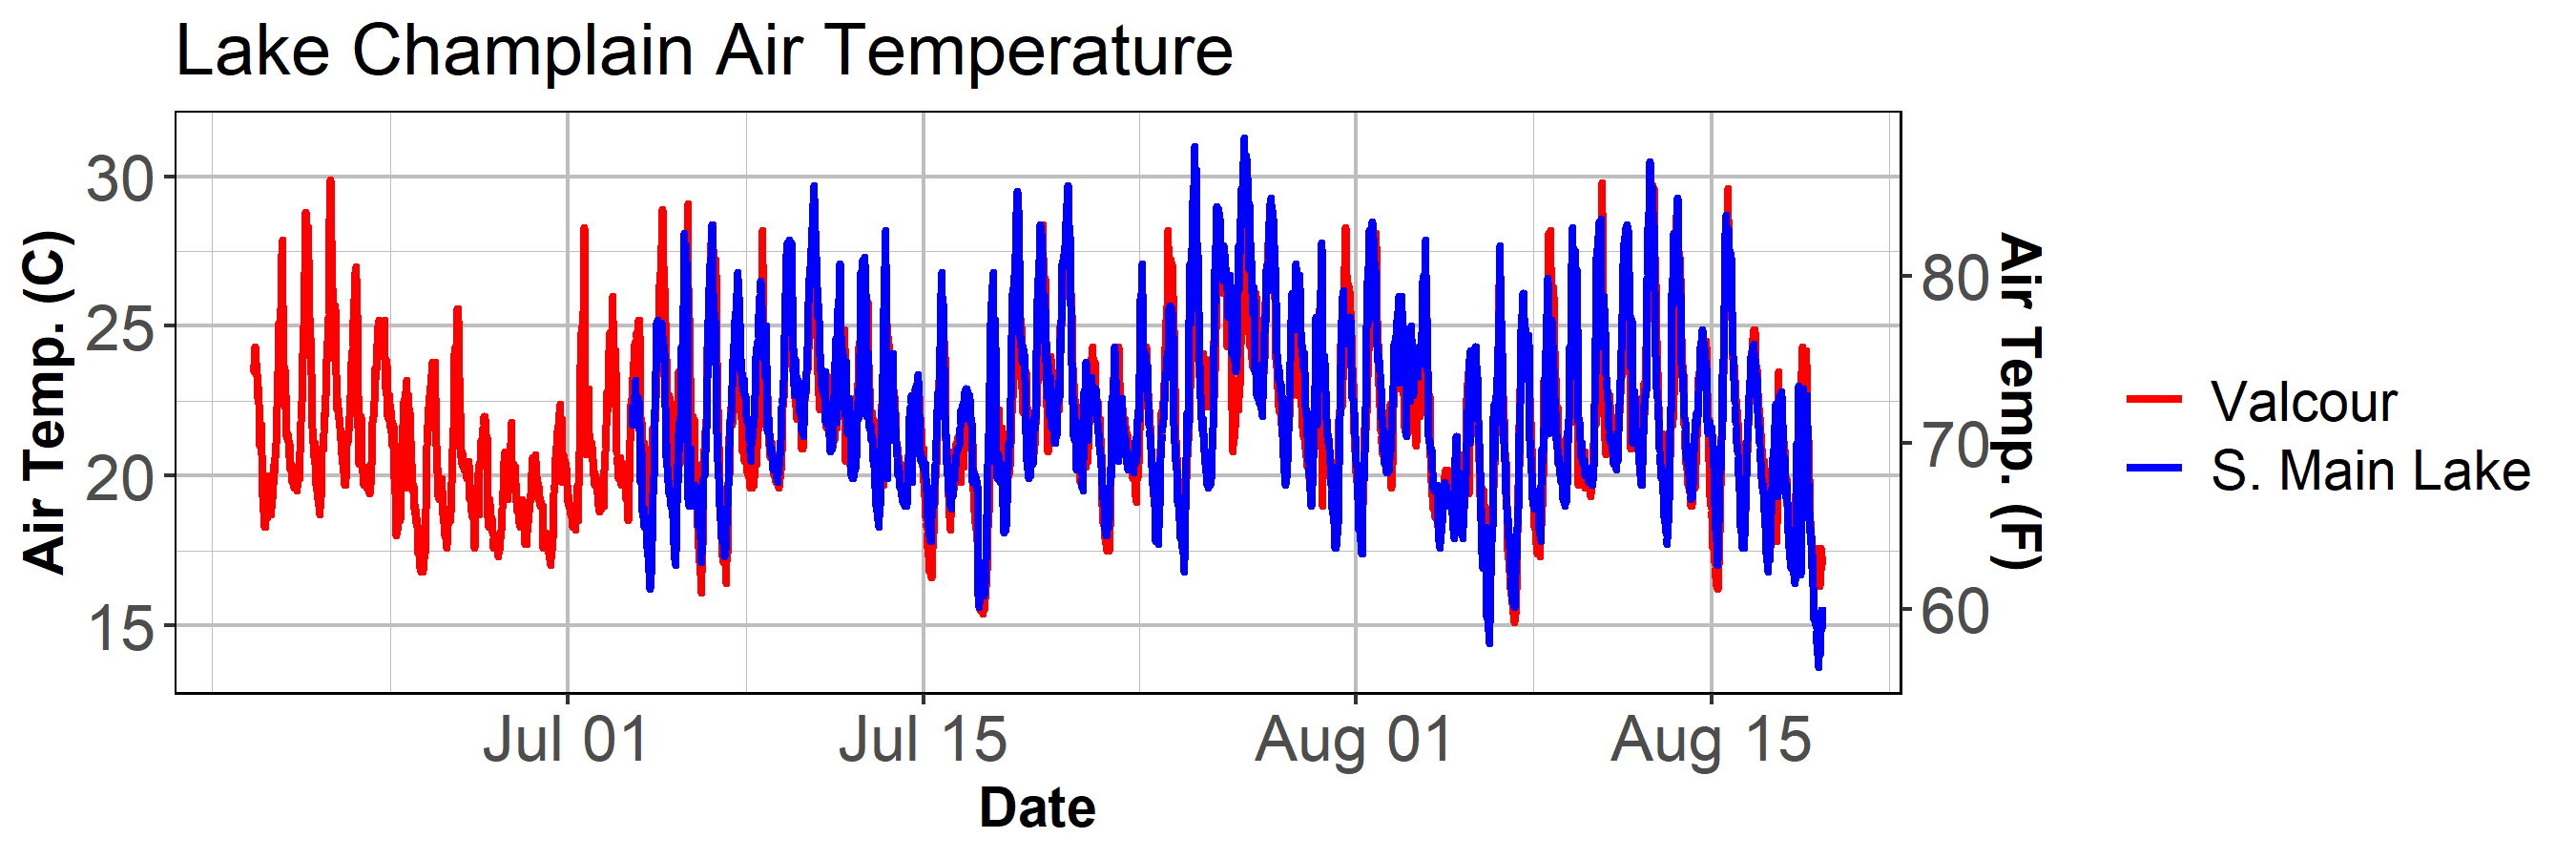 Lake Champlain Air Temperature
Air Temp. (C)
30
25
20
15
80
70
60
Air Temp. (F)
Jul 01
Jul 15
Aug 01
Aug 15
Date
Valcour
S. Main Lake